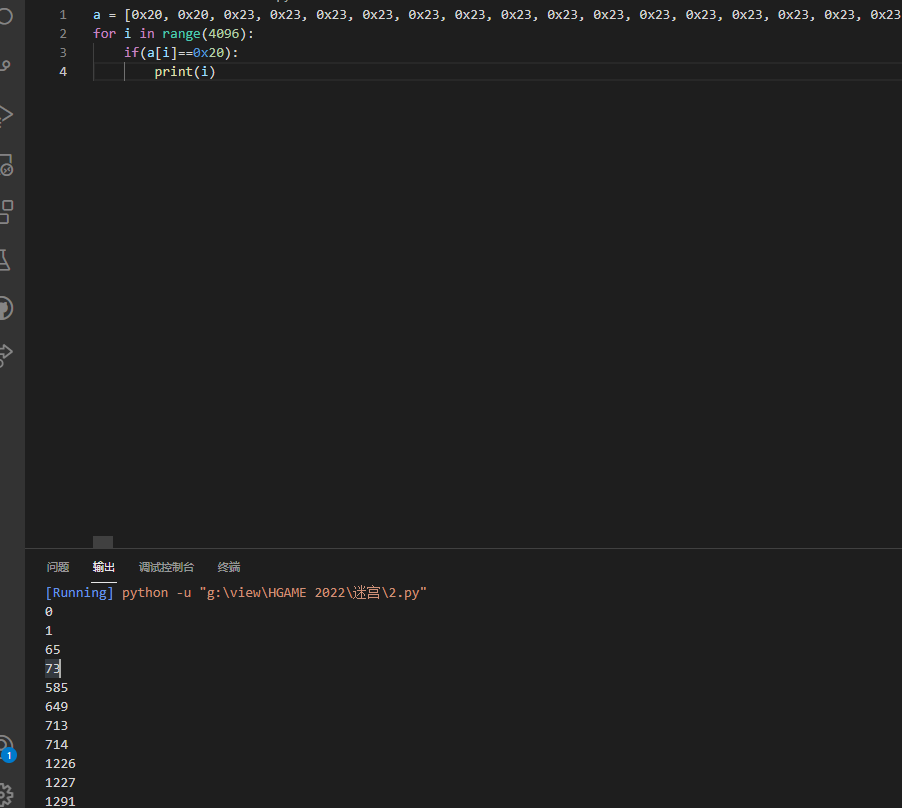 1 a = [0x20, 0x20, 0x23, 0x23, 0x23, 0x23, 0x23, 0x23, 0x23, 0x23, 0x23, 0x23, 0x23, 0x23, 0x23, 0x23, 0x23
2 for i in range(4096):
3 if(a[i]==0x20):
4 print(i)
问题 输出 调试控制台 终端
[Running] python -u "g:\view\HGAME 2022\迷宫\2.py"
0
1
65
73
585
649
713
714
1226
1227
1291
1